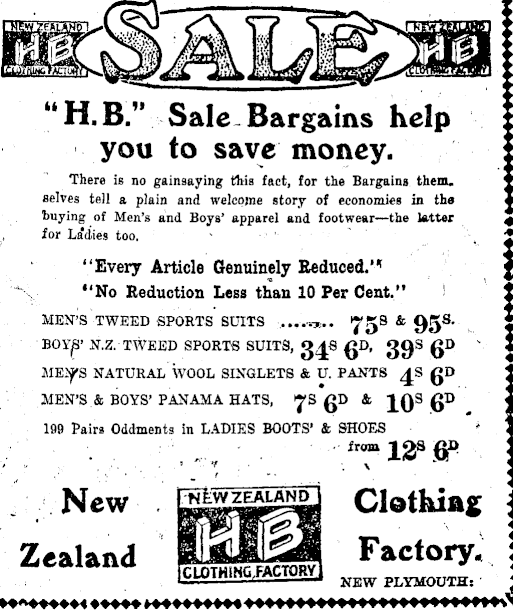 SALE
NEW ZEALAND
HB
CLOTHING FACTORY
NEW ZEALAND
HB
CLOTHING FACTORY
"H.B." Sale Bargains help
you to save money.
There is no gainsaying this fact, for the Bargains them-
selves tell a plain and welcome story of economies in the
buying of Men's and Boys' apparel and footwear—the latter
for Ladies too.
"Every Article Genuinely Reduced."
"No Reduction Less than 10 Per Cent."
MEN'S TWEED SPORTS SUITS ........ 75S & 95S.
BOYS' N.Z. TWEED SPORTS SUITS, 34S 6D, 39S 6D
MEN'S NATURAL WOOL SINGLETS & U. PANTS 4S 6D
MEN'S & BOYS' PANAMA HATS, 7S 6D & 10S 6D
199 Pairs Oddments in LADIES BOOTS' & SHOES
from 12S 6D
New
Zealand
NEW ZEALAND
HB
CLOTHING FACTORY
Clothing
Factory.
NEW PLYMOUTH: